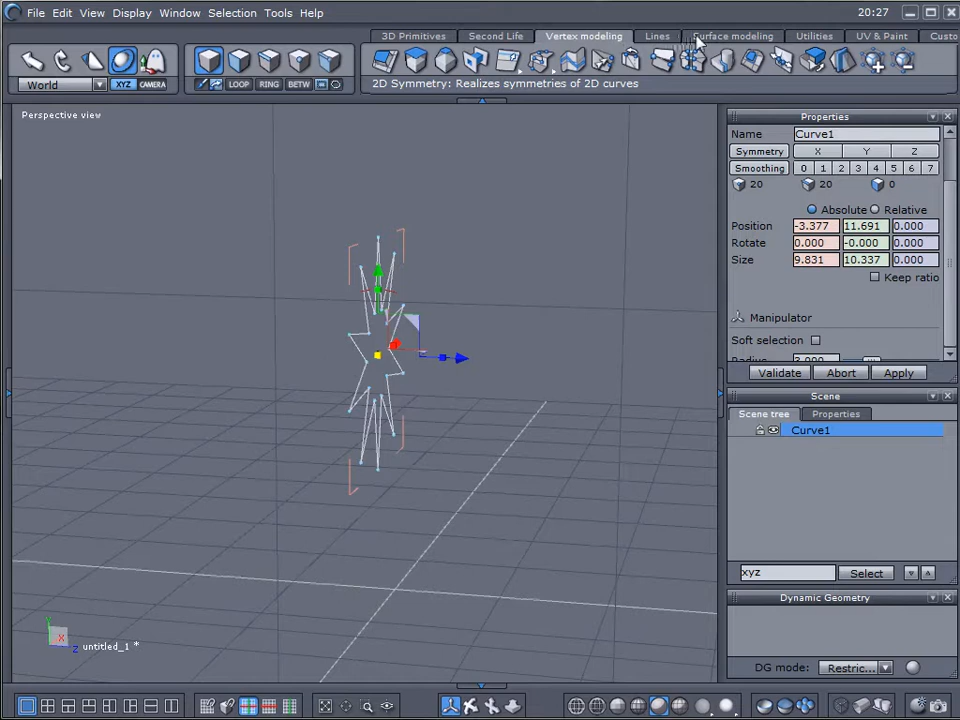 File Edit View Display Window Selection Tools Help 20:27
3D Primitives Second Life Vertex modeling Lines Surface modeling Utilities UV & Paint Custo
World XYZ CAMERA LOOP RING BETW
2D Symmetry: Realizes symmetries of 2D curves
Perspective view
Properties
Name Curve1
Symmetry X Y Z
Smoothing 0 1 2 3 4 5 6 7
20 20 0
Absolute Relative
Position -3.377 11.691 0.000
Rotate 0.000 -0.000 0.000
Size 9.831 10.337 0.000
Keep ratio
Manipulator
Soft selection
Radius 3.000
Validate Abort Apply
Scene
Scene tree Properties
Curve1
xyz Select
Dynamic Geometry
DG mode: Restric...
Y X Z untitled_1 *